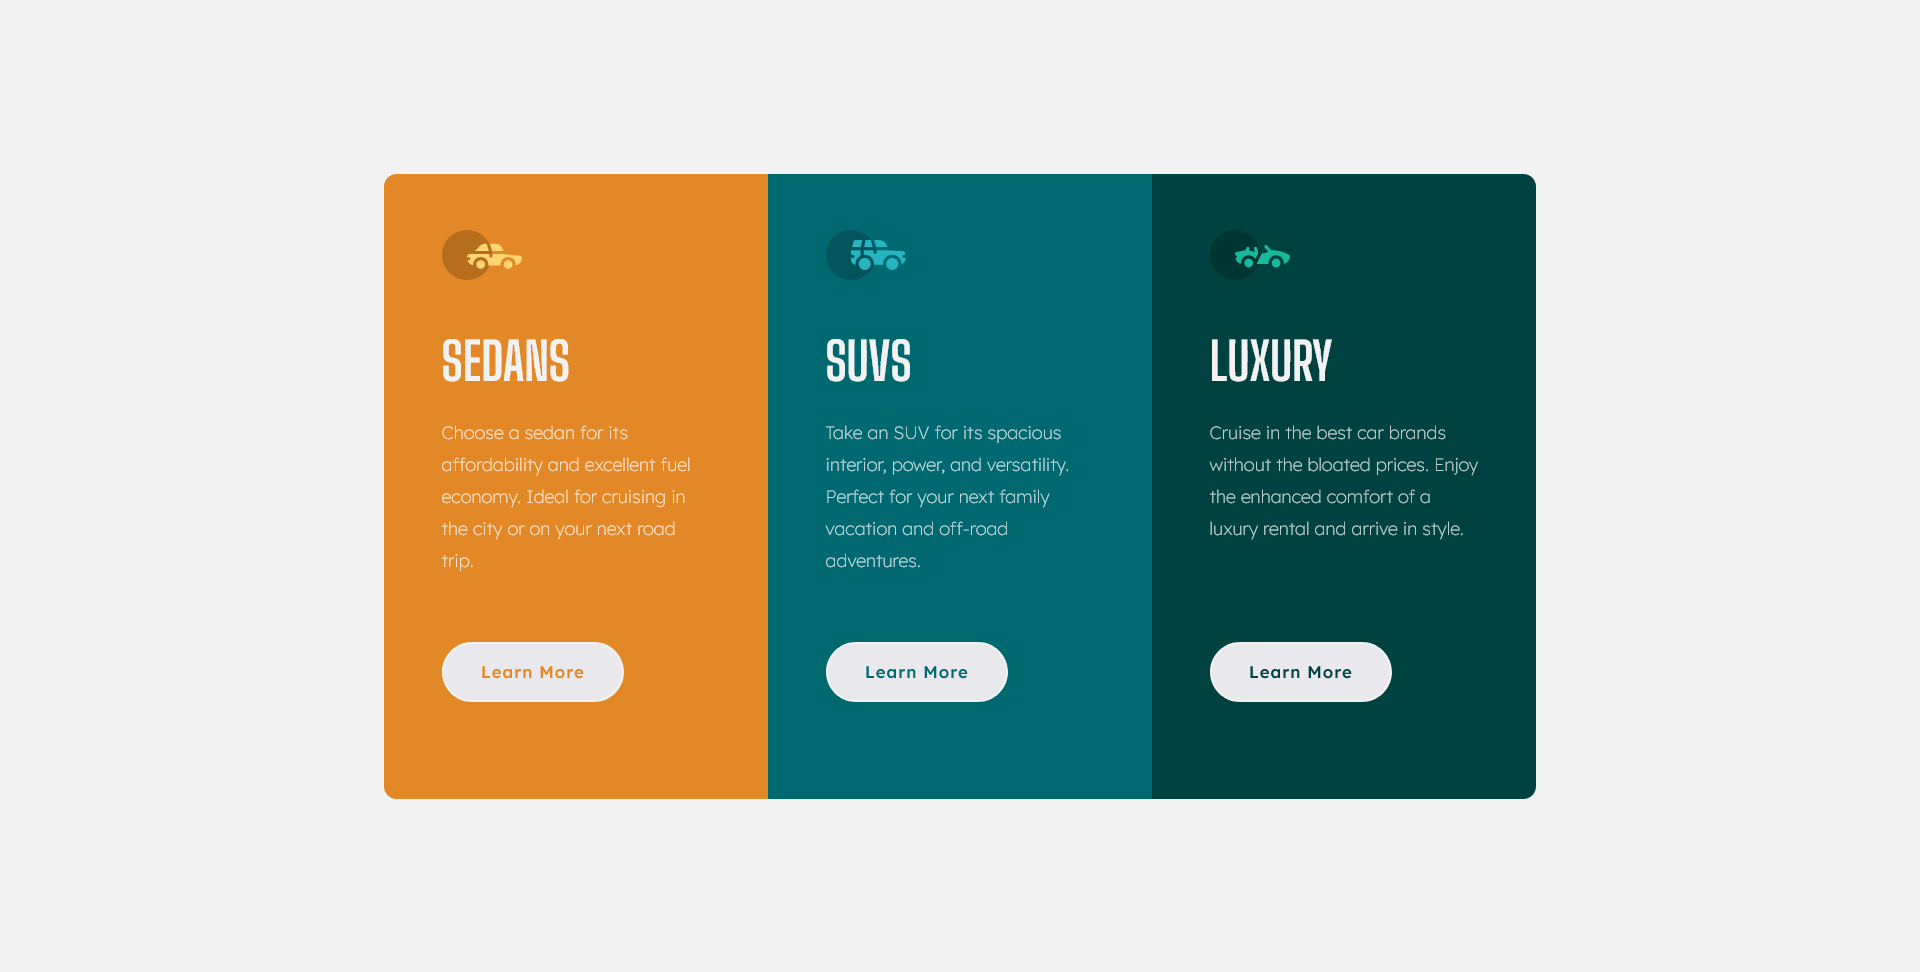 SEDANS
Choose a sedan for its
affordability and excellent fuel
economy. Ideal for cruising in
the city or on your next road
trip.
Learn More
SUVS
Take an SUV for its spacious
interior, power, and versatility.
Perfect for your next family
vacation and off-road
adventures.
Learn More
LUXURY
Cruise in the best car brands
without the bloated prices. Enjoy
the enhanced comfort of a
luxury rental and arrive in style.
Learn More